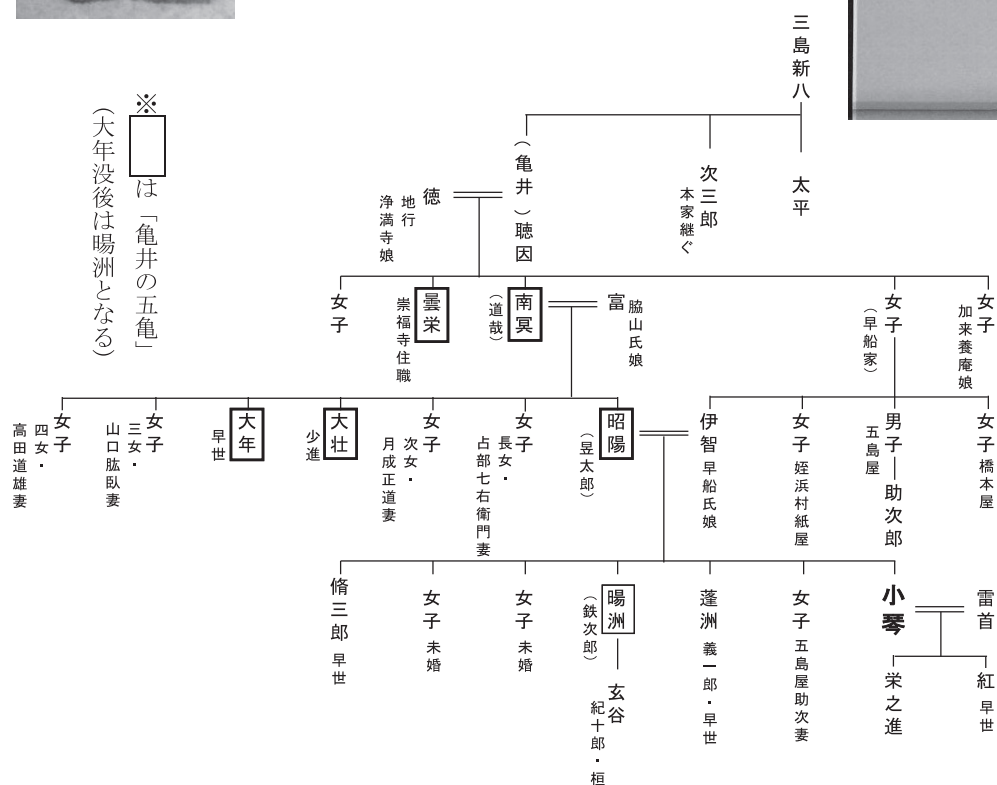 三島新八
太平
次三郎
本家継ぐ
（亀井）聴因
徳
地行
浄満寺娘
※□は「亀井の五亀」
（大年没後は暘洲となる）
女子
加来養庵娘
女子
（早船家）
富
脇山氏娘
南冥
（道哉）
曇栄
崇福寺住職
女子
女子
橋本屋
男子
五島屋
助次郎
女子
姪浜村紙屋
伊智
早船氏娘
昭陽
（昱太郎）
女子
長女・
占部七右衛門妻
女子
次女・
月成正道妻
大壮
少進
大年
早世
女子
三女・
山口肱臥妻
女子
四女・
高田道雄妻
雷首
小琴
紅
早世
栄之進
女子
五島屋助次妻
蓬洲
義一郎・早世
暘洲
（鉄次郎）
玄谷
紀十郎・桓
女子
未婚
女子
未婚
脩三郎
早世